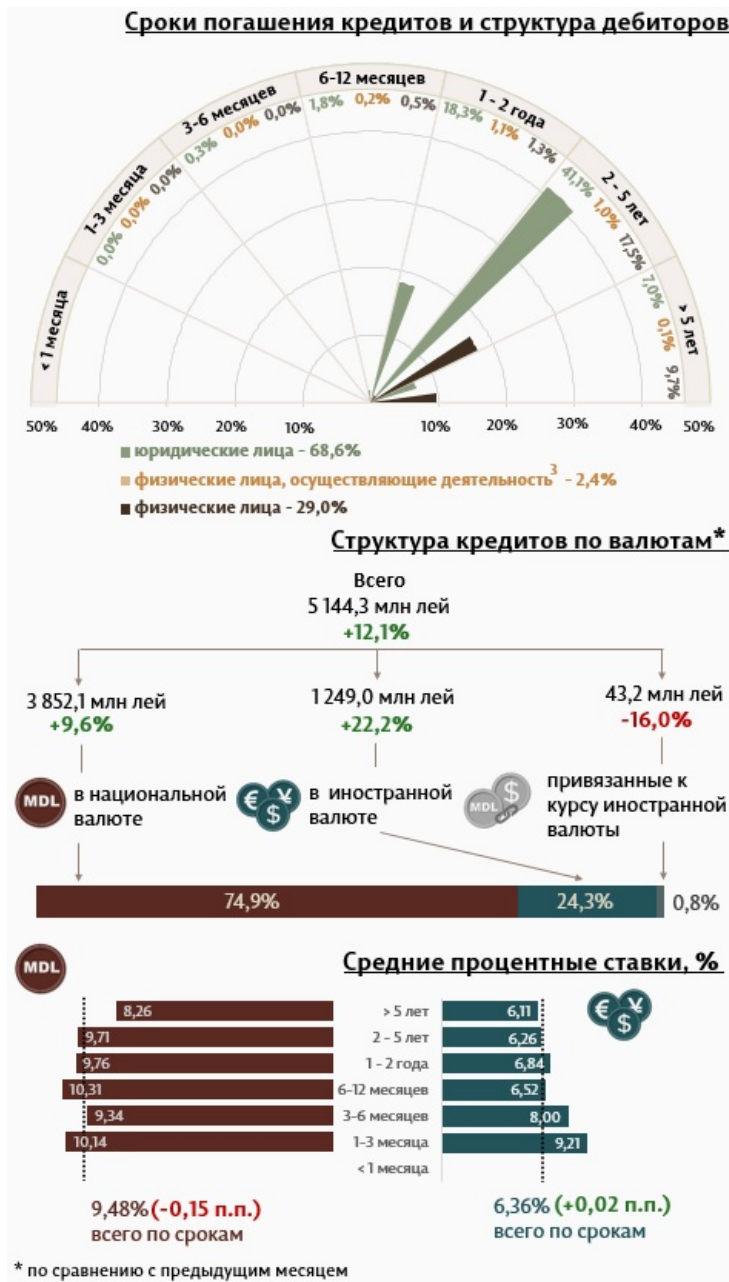 Сроки погашения кредитов и структура дебиторов
< 1 месяца
1-3 месяца
3-6 месяцев
6-12 месяцев
1 - 2 года
2 - 5 лет
> 5 лет
0,0% 0,0% 0,0%
0,3% 0,0% 0,0%
1,8% 0,2% 0,5%
18,3% 1,1% 1,3%
41,1% 1,0% 17,5%
7,0% 0,1% 9,7%
50% 40% 30% 20% 10% 10% 20% 30% 40% 50%
юридические лица - 68,6%
физические лица, осуществляющие деятельность3 - 2,4%
физические лица - 29,0%
Структура кредитов по валютам*
Всего
5 144,3 млн лей
+12,1%
3 852,1 млн лей 1 249,0 млн лей 43,2 млн лей
+9,6% +22,2% -16,0%
MDL в национальной валюте
€ ¥ $ в иностранной валюте
MDL $ привязанные к курсу иностранной валюты
74,9% 24,3% 0,8%
MDL Средние процентные ставки, %
€ ¥ $
8,26 > 5 лет 6,11
9,71 2 - 5 лет 6,26
9,76 1 - 2 года 6,84
10,31 6-12 месяцев 6,52
9,34 3-6 месяцев 8,00
10,14 1-3 месяца 9,21
< 1 месяца
9,48% (-0,15 п.п.) 6,36% (+0,02 п.п.)
всего по срокам всего по срокам
* по сравнению с предыдущим месяцем